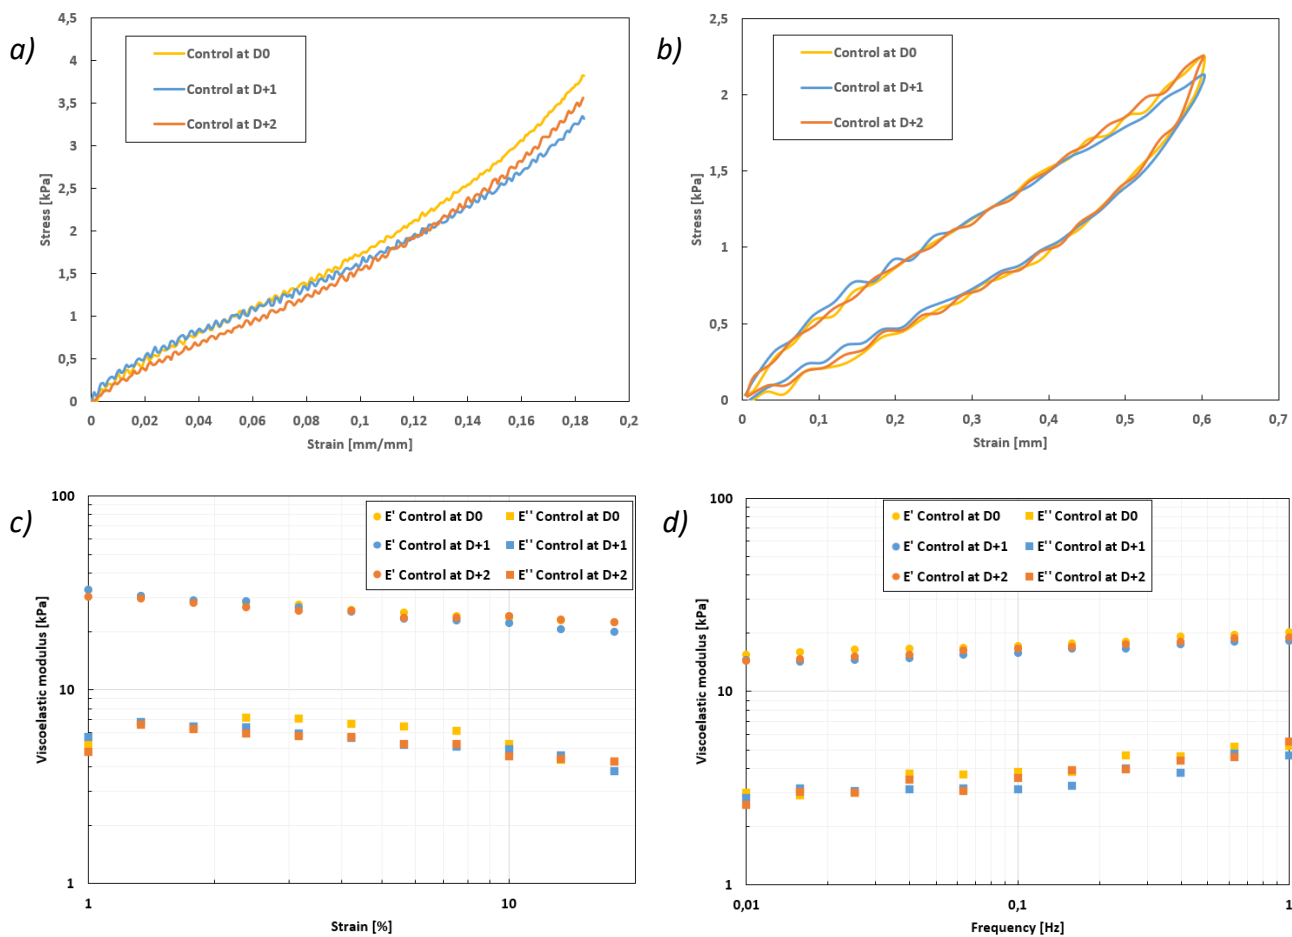 a)
4,5
4
3,5
3
2,5
2
1,5
1
0,5
0
Stress [kPa]
Control at D0
Control at D+1
Control at D+2
0
0,02
0,04
0,06
0,08
0,1
0,12
0,14
0,16
0,18
0,2
Strain [mm/mm]
b)
2,5
2
1,5
1
0,5
0
Stress [kPa]
Control at D0
Control at D+1
Control at D+2
0
0,1
0,2
0,3
0,4
0,5
0,6
0,7
Strain [mm]
c)
100
10
1
Viscoelastic modulus [kPa]
E' Control at D0
E'' Control at D0
E' Control at D+1
E'' Control at D+1
E' Control at D+2
E'' Control at D+2
1
10
Strain [%]
d)
100
10
1
Viscoelastic modulus [kPa]
E' Control at D0
E'' Control at D0
E' Control at D+1
E'' Control at D+1
E' Control at D+2
E'' Control at D+2
0,01
0,1
1
Frequency [Hz]